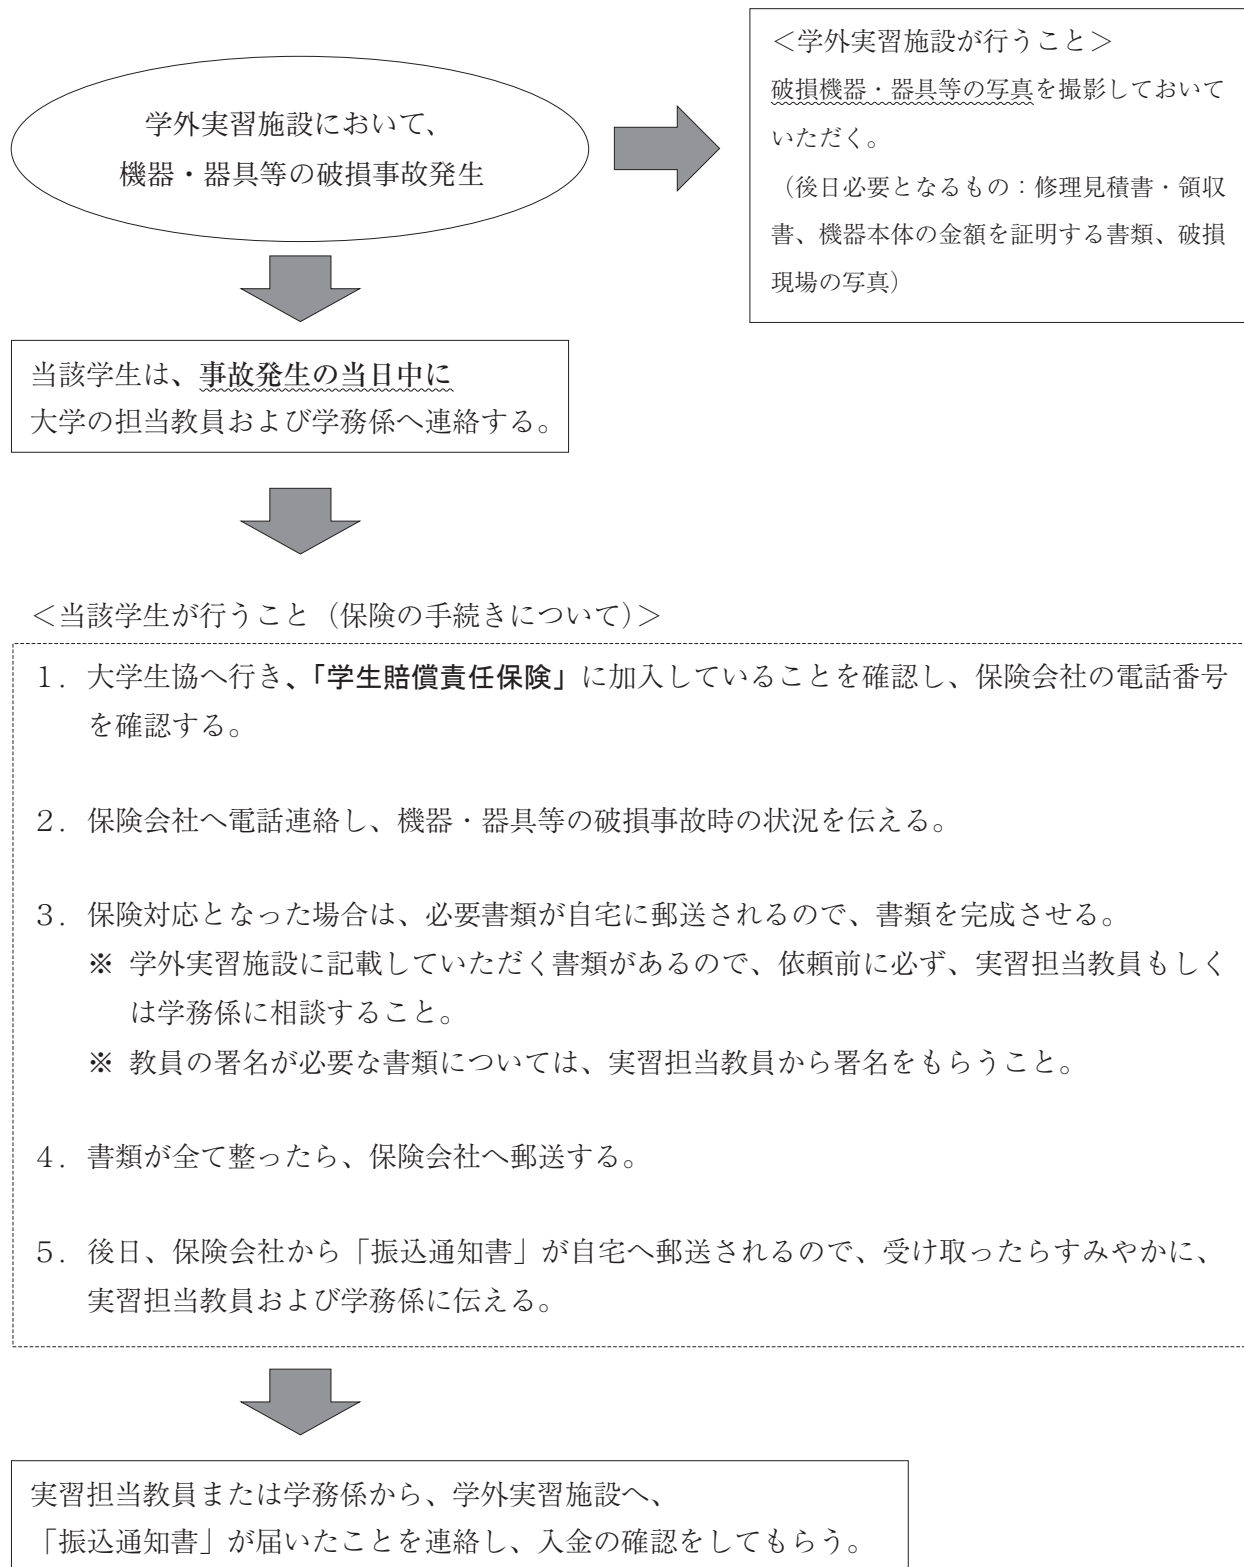 学外実習施設において、
機器・器具等の破損事故発生
＜学外実習施設が行うこと＞
破損機器・器具等の写真を撮影しておいて
いただく。
（後日必要となるもの：修理見積書・領収
書、機器本体の金額を証明する書類、破損
現場の写真）
当該学生は、事故発生の当日中に
大学の担当教員および学務係へ連絡する。
＜当該学生が行うこと（保険の手続きについて）＞
１．大学生協へ行き、「学生賠償責任保険」に加入していることを確認し、保険会社の電話番号
を確認する。
２．保険会社へ電話連絡し、機器・器具等の破損事故時の状況を伝える。
３．保険対応となった場合は、必要書類が自宅に郵送されるので、書類を完成させる。
※ 学外実習施設に記載していただく書類があるので、依頼前に必ず、実習担当教員もしく
は学務係に相談すること。
※ 教員の署名が必要な書類については、実習担当教員から署名をもらうこと。
４．書類が全て整ったら、保険会社へ郵送する。
５．後日、保険会社から「振込通知書」が自宅へ郵送されるので、受け取ったらすみやかに、
実習担当教員および学務係に伝える。
実習担当教員または学務係から、学外実習施設へ、
「振込通知書」が届いたことを連絡し、入金の確認をしてもらう。